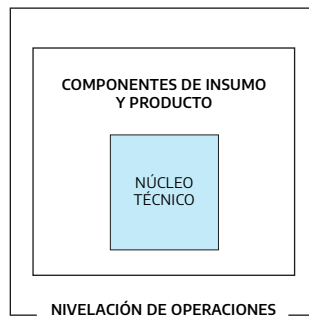 COMPONENTES DE INSUMO
Y PRODUCTO
NÚCLEO
TÉCNICO
NIVELACIÓN DE OPERACIONES